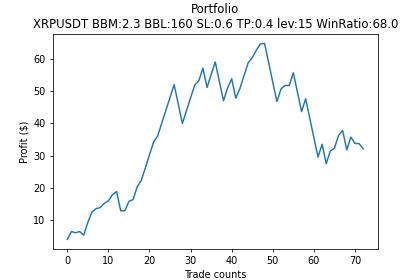 Portfolio
XRPUSDT BBM:2.3 BBL:160 SL:0.6 TP:0.4 lev:15 WinRatio:68.0
60
50
40
30
20
10
Profit ($)
0 10 20 30 40 50 60 70
Trade counts